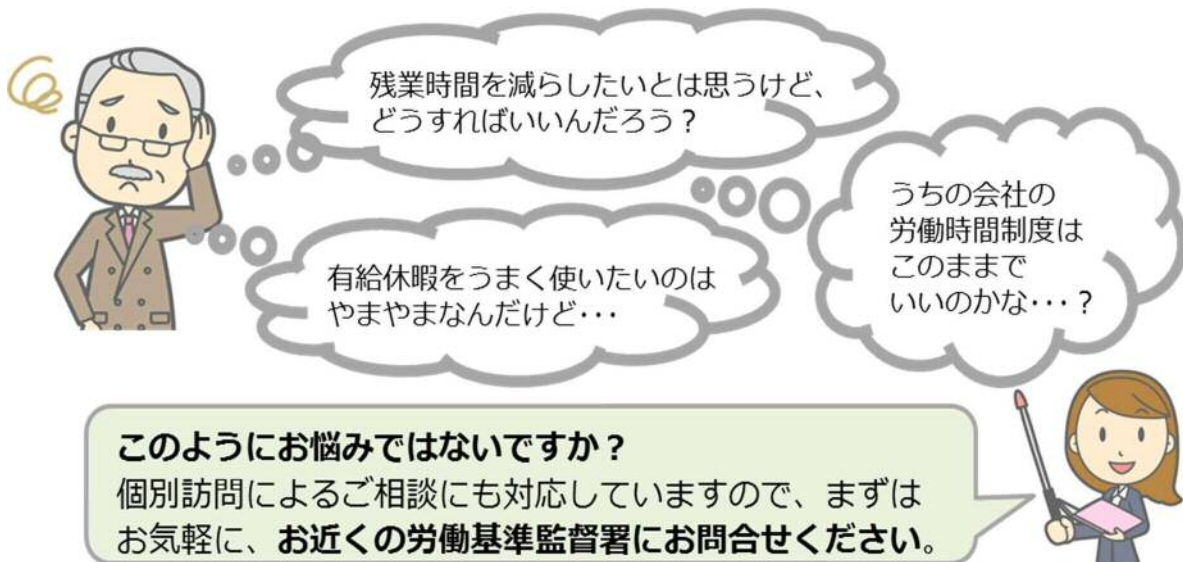 残業時間を減らしたいとは思うけど、
どうすればいいんだろう？
うちの会社の
労働時間制度は
このままで
いいのかな・・・？
有給休暇をうまく使いたいのは
やまやまなんだけど・・・
このようにお悩みではないですか？
個別訪問によるご相談にも対応していますので、まずは
お気軽に、お近くの労働基準監督署にお問合せください。